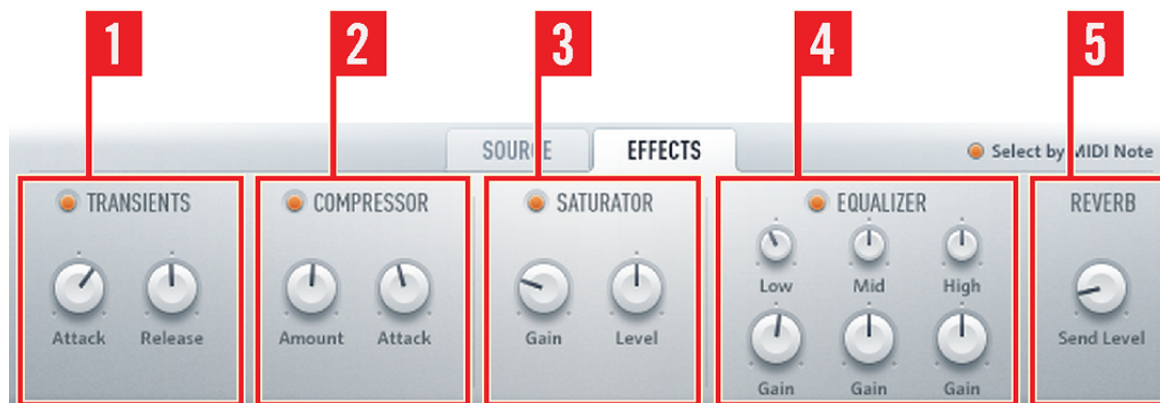 1 2 3 4 5
SOURCE EFFECTS Select by MIDI Note
TRANSIENTS COMPRESSOR SATURATOR EQUALIZER REVERB
Low Mid High
Attack Release Amount Attack Gain Level Send Level
Gain Gain Gain